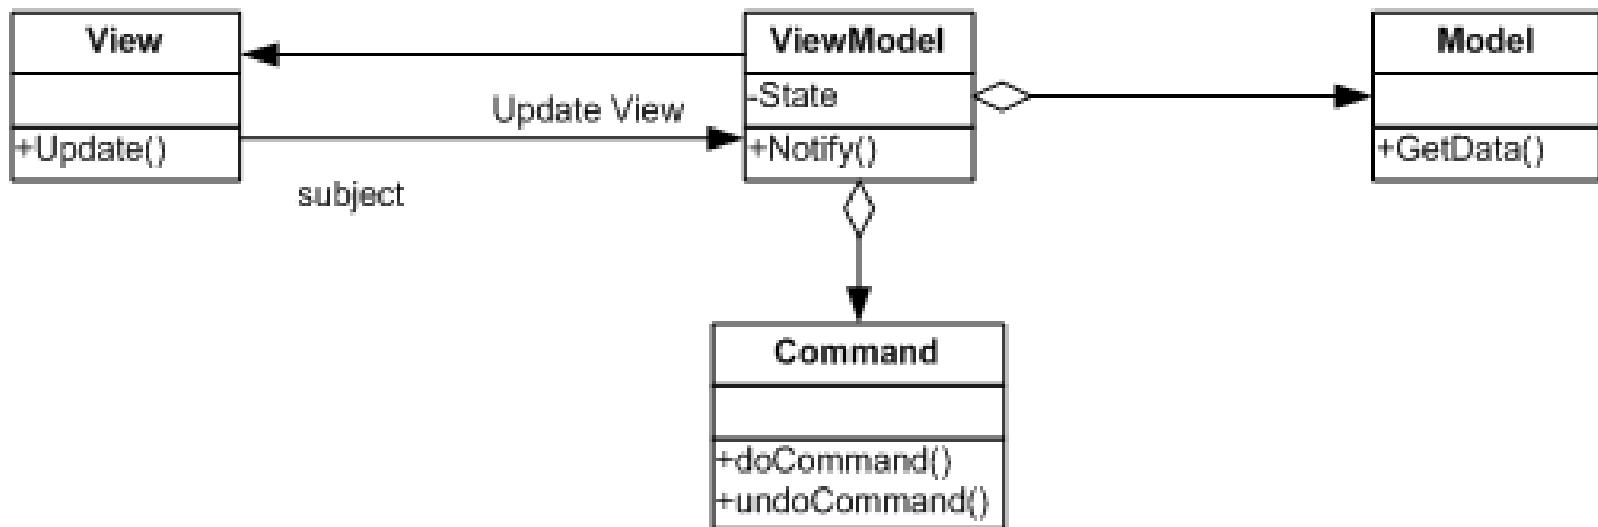 View
+Update()
Update View
subject
ViewModel
-State
+Notify()
Model
+GetData()
Command
+doCommand()
+undoCommand()